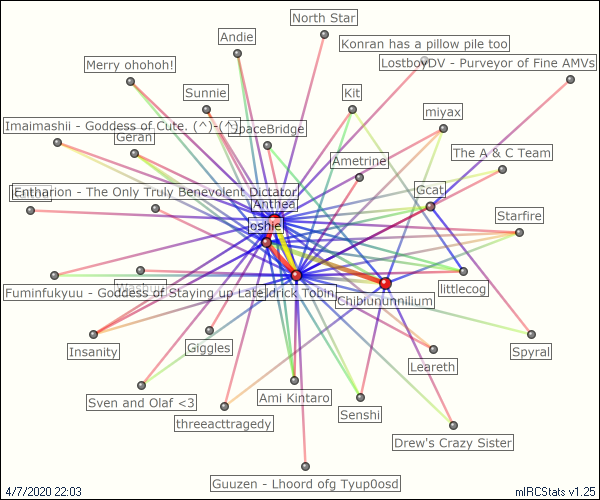 North Star
Andie
Konran has a pillow pile too
LostboyDV - Purveyor of Fine AMVs
Merry ohohoh!
Sunnie
Kit
miyax
Imaimashii - Goddess of Cute. (^)-(^)
SpaceBridge
Geran
Ametrine
The A & C Team
Gcat
Entharion - The Only Truly Benevolent Dictator
Anthea
Starfire
oshie
Fuminfukyuu - Goddess of Staying up Late
drick Tobin
Chiblunumnilium
littlecog
Insanity
Giggles
Spyral
Leareth
Sven and Olaf <3
Ami Kintaro
Senshi
threeacttragedy
Drew's Crazy Sister
Guuzen - Lhoord ofg Tyup0osd
4/7/2020 22:03
mIRCStats v1.25